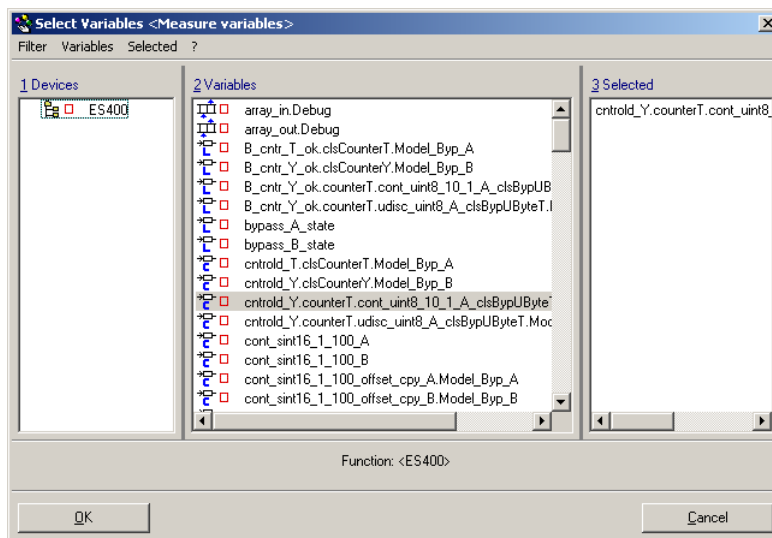 Select Variables <Measure variables>
Filter Variables Selected ?
1 Devices
2 Variables
3 Selected
ES400
array_in.Debug
array_out.Debug
B_cntr_T_ok.clsCounterT.Model_Byp_A
B_cntr_Y_ok.clsCounterY.Model_Byp_B
B_cntr_Y_ok.counterT.cont_uint8_10_1_A_clsBypUB
B_cntr_Y_ok.counterT.udisc_uint8_A_clsBypUByteT.
bypass_A_state
bypass_B_state
cntrold_T.clsCounterT.Model_Byp_A
cntrold_Y.clsCounterY.Model_Byp_B
cntrold_Y.counterT.cont_uint8_10_1_A_clsBypUByte
cntrold_Y.counterT.udisc_uint8_A_clsBypUByteT.Moc
cont_sint16_1_100_A
cont_sint16_1_100_B
cont_sint16_1_100_offset_cpy_A.Model_Byp_A
cont_sint16_1_100_offset_cpy_B.Model_Byp_B
cntrold_Y.counterT.cont_uint8_
Function: <ES400>
OK
Cancel